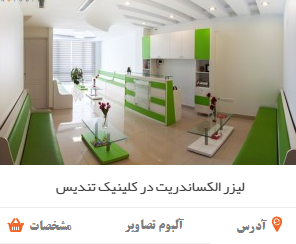 لیزر الکساندریت در کلینیک تندیس
آدرس آلبوم تصاویر مشخصات